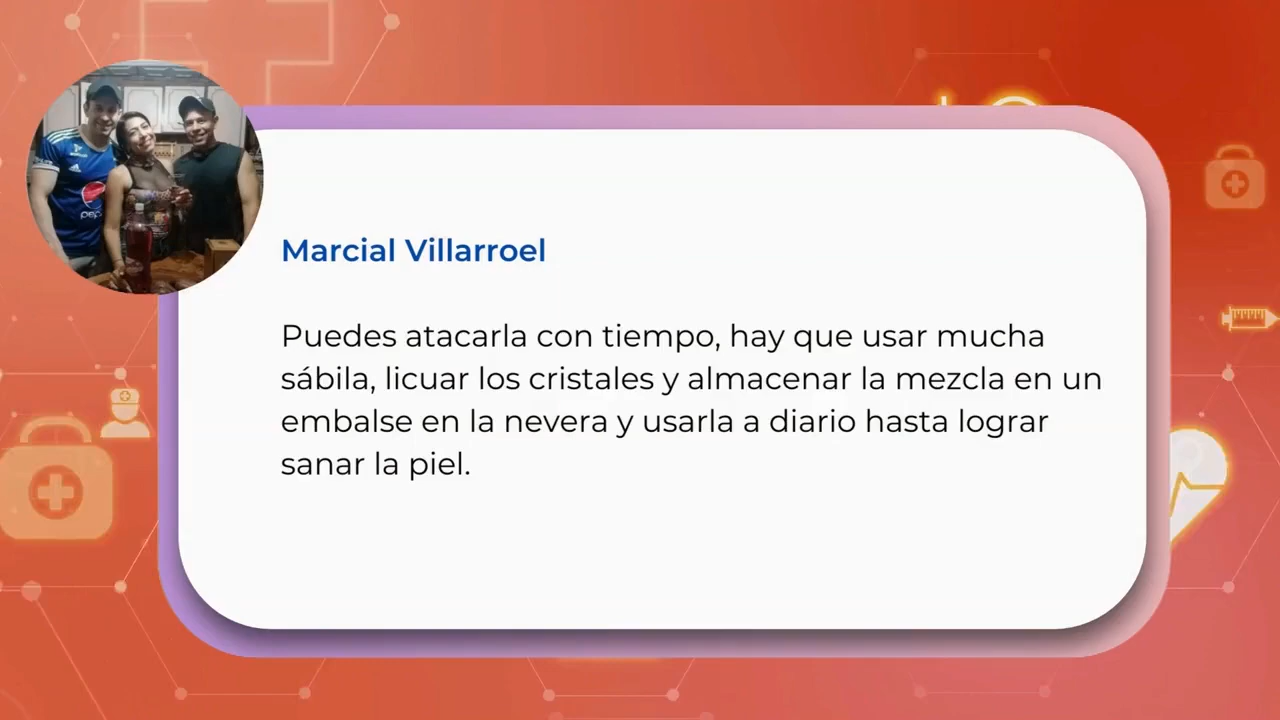 Marcial Villarroel
Puedes atacarla con tiempo, hay que usar mucha
sábila, licuar los cristales y almacenar la mezcla en un
embalse en la nevera y usarla a diario hasta lograr
sanar la piel.
pepsi